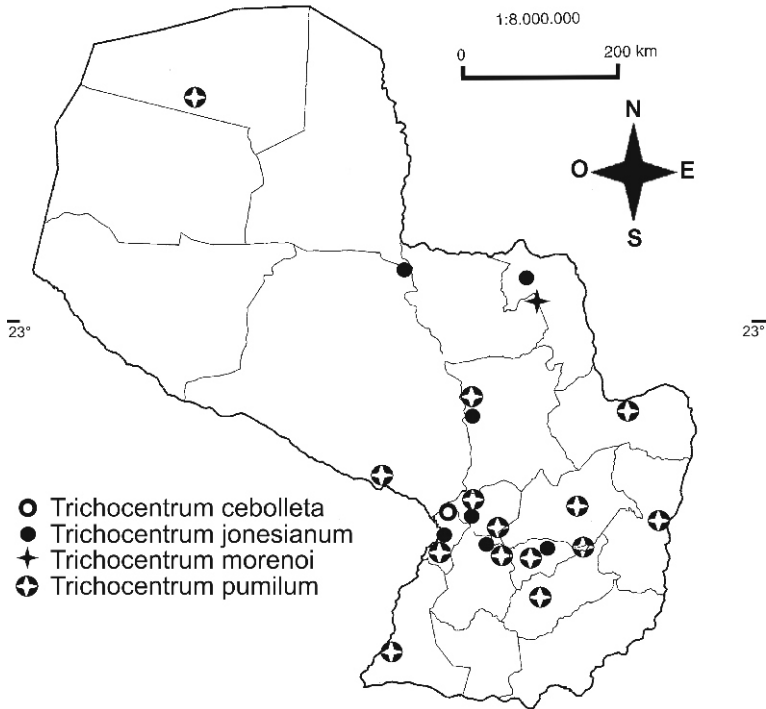 1:8.000.000
0 200 km
N
O E
S
23° 23°
Trichocentrum cebolleta
Trichocentrum jonesianum
Trichocentrum morenoi
Trichocentrum pumilum